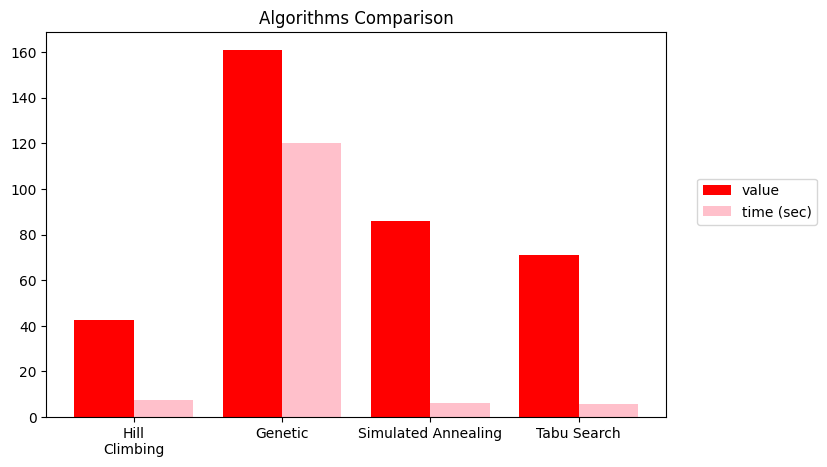 Algorithms Comparison
160
140
120
100
80
60
40
20
0
Hill
Climbing
Genetic
Simulated Annealing
Tabu Search
value
time (sec)